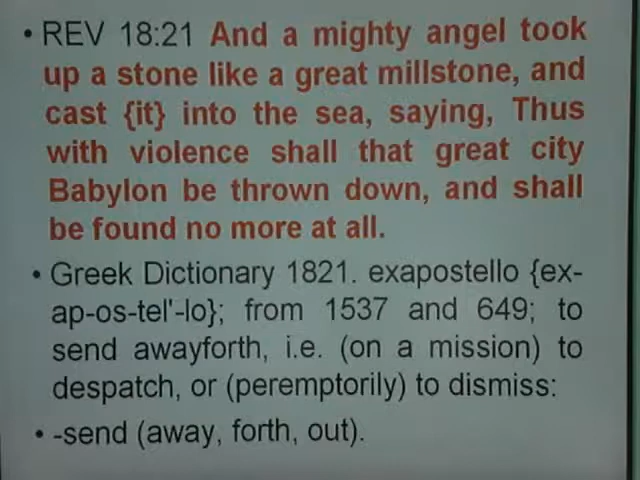 • REV 18:21 And a mighty angel took
up a stone like a great millstone, and
cast {it} into the sea, saying, Thus
with violence shall that great city
Babylon be thrown down, and shall
be found no more at all.
• Greek Dictionary 1821. exapostello {ex-
ap-os-tel'-lo}; from 1537 and 649; to
send awayforth, i.e. (on a mission) to
despatch, or (peremptorily) to dismiss:
• -send (away, forth, out).